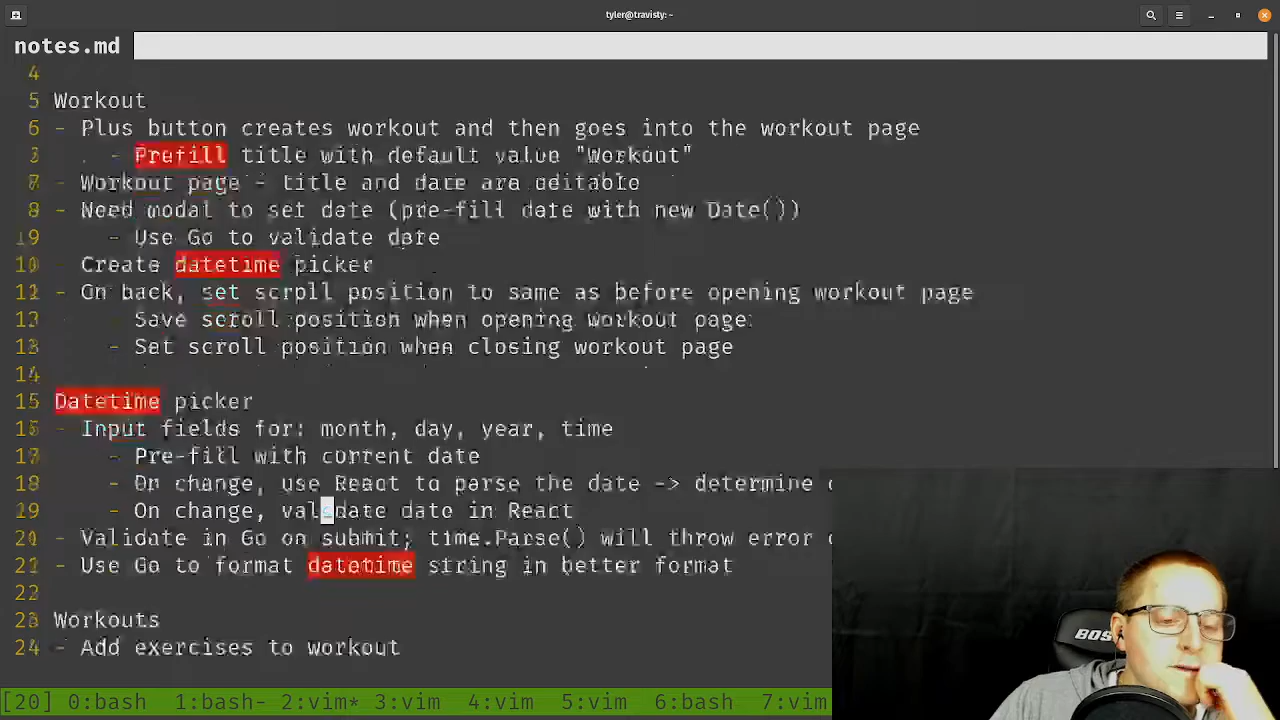 tyler@travisty: ~
notes.md
4
5 Workout
6 - Plus button creates workout and then goes into the workout page
- Prefill title with default value "Workout"
- Workout page - title and date are editable
8 - Need modal to set date (pre-fill date with new Date())
9 - Use Go to validate date
10 - Create datetime picker
- On back, set scroll position to same as before opening workout page
- Save scroll position when opening workout page
13 - Set scroll position when closing workout page
14
15 Datetime picker
- Input fields for: month, day, year, time
- Pre-fill with current date
18 - On change, use React to parse the date -> determine
19 - On change, validate date in React
- Validate in Go on submit; time.Parse() will throw error
21 - Use Go to format datetime string in better format
22
23 Workouts
24 - Add exercises to workout
[20] 0:bash 1:bash- 2:vim* 3:vim 4:vim 5:vim 6:bash 7:vim
BOS